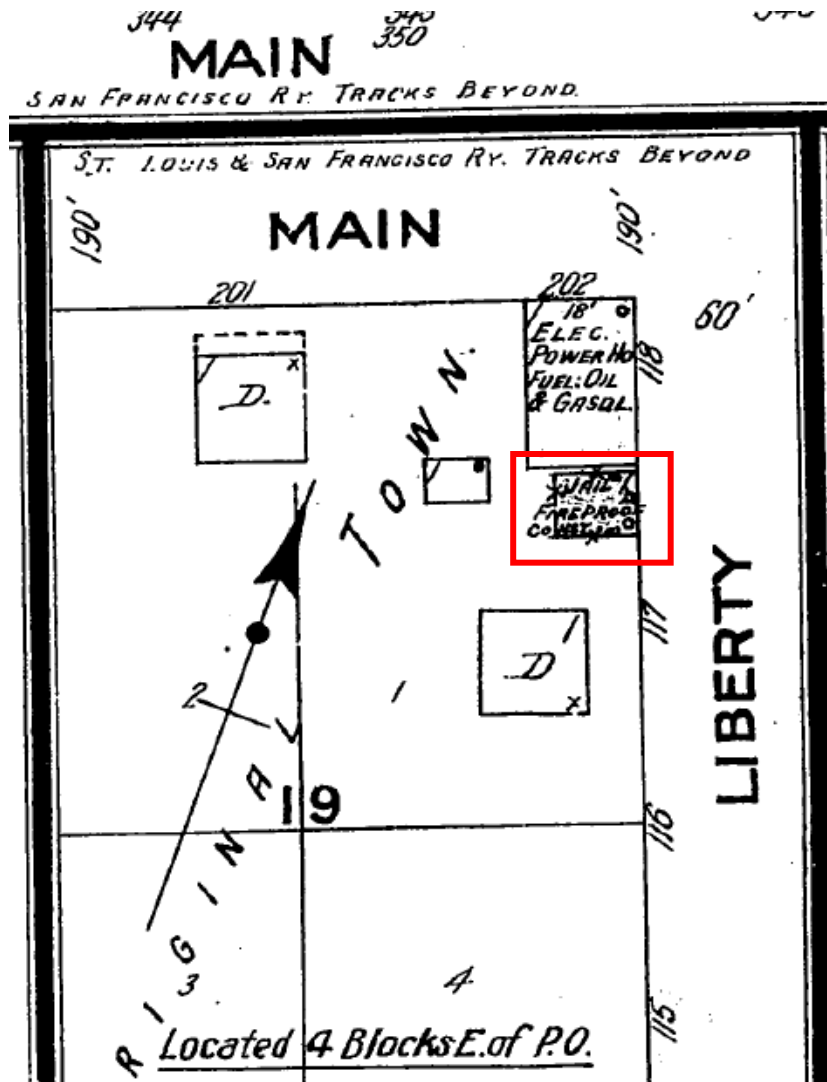 344
350
MAIN
SAN FRANCISCO RY. TRACKS BEYOND.
ST. LOUIS & SAN FRANCISCO RY. TRACKS BEYOND
190'
MAIN
190'
201
202
60'
18'
ELEC.
POWER HO
FUEL: OIL
& GASOL.
118
D.
x
TOWN.
JAIL
FIREPROOF
CONST.
117
LIBERTY
D
1
x
2
1
19
116
RIGINAL
3
4
115
Located 4 Blocks E. of P.O.